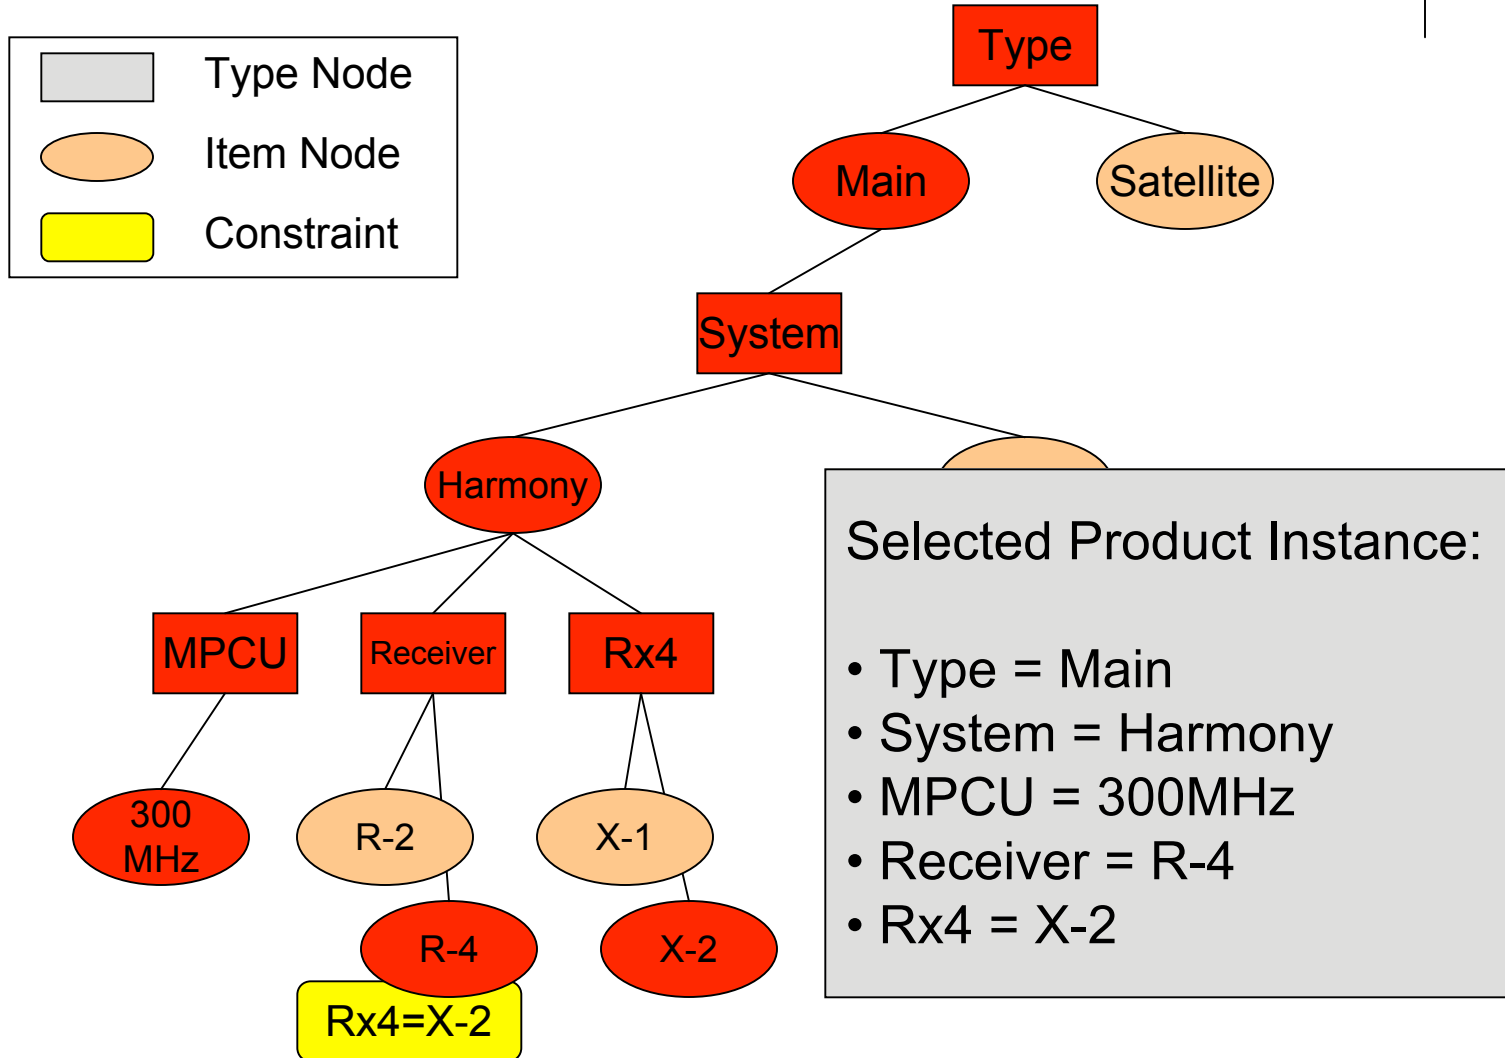 Type Node
Item Node
Constraint
Type
Main
Satellite
System
Harmony
MPCU
Receiver
Rx4
300
MHz
R-2
X-1
R-4
X-2
Rx4=X-2
Selected Product Instance:
• Type = Main
• System = Harmony
• MPCU = 300MHz
• Receiver = R-4
• Rx4 = X-2